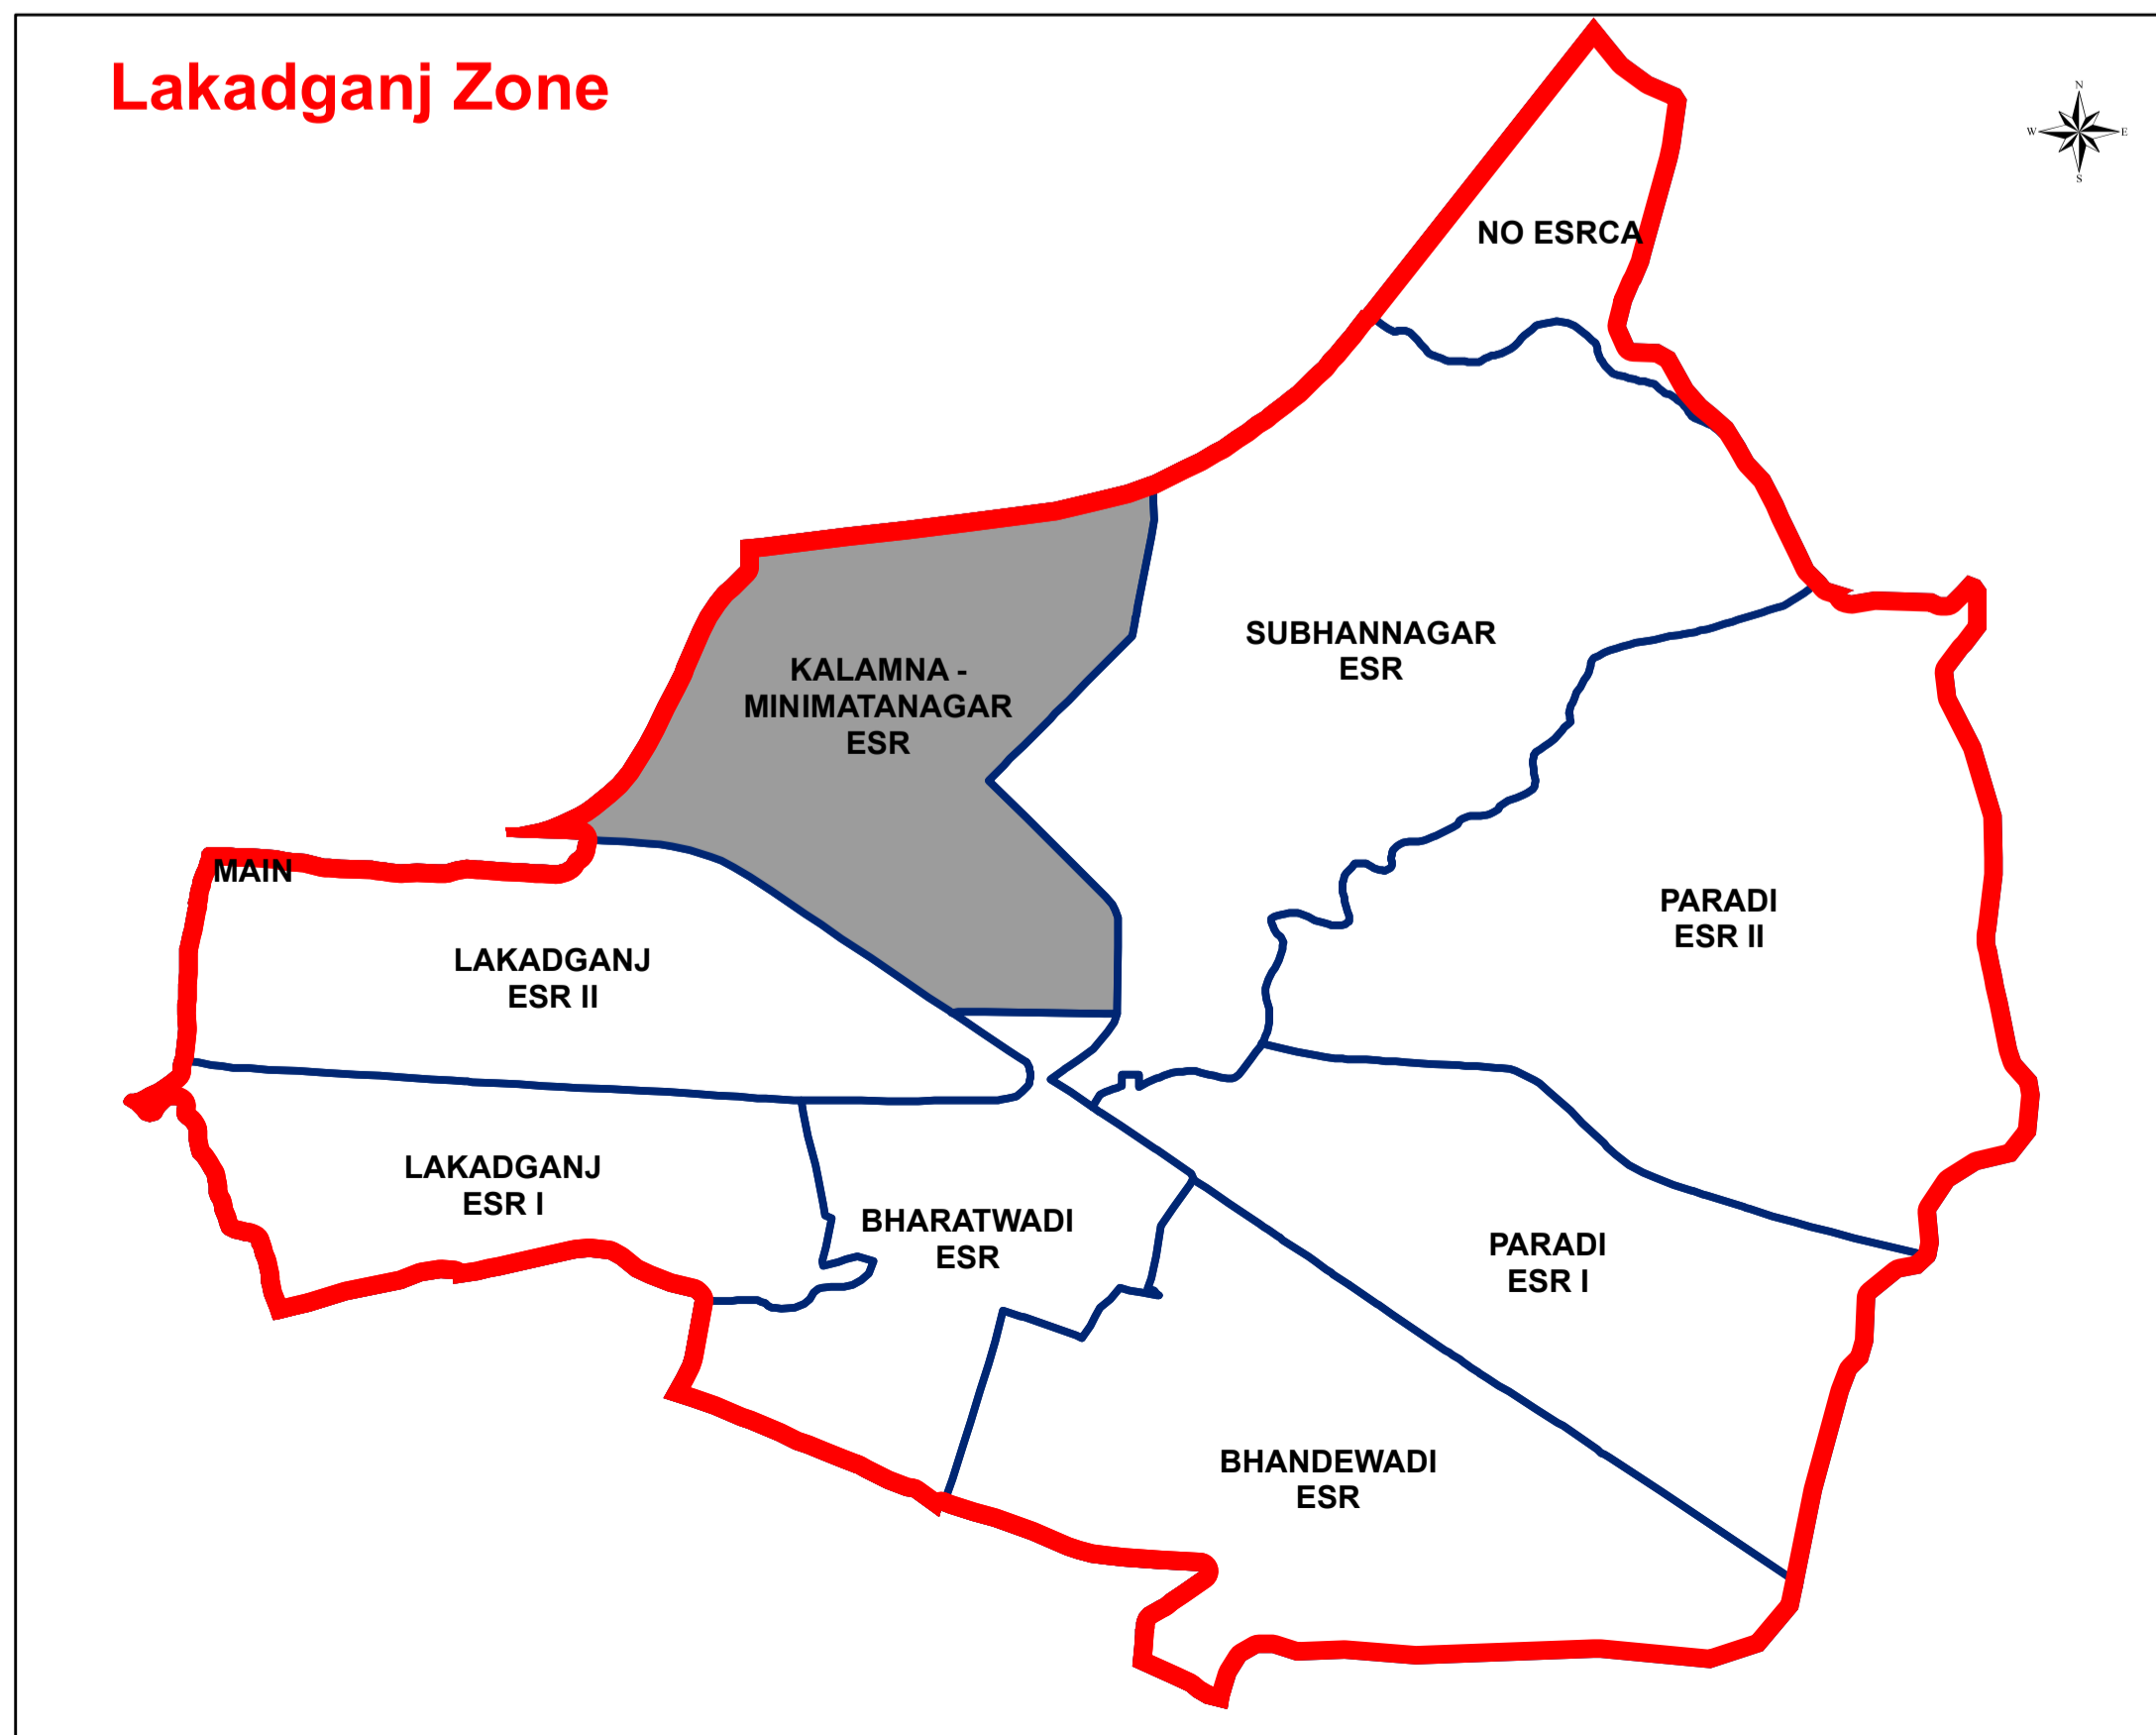 Lakadganj Zone
N
W
E
S
NO ESRCA
SUBHANNAGAR
ESR
KALAMNA -
MINIMATANAGAR
ESR
MAIN
PARADI
ESR II
LAKADGANJ
ESR II
LAKADGANJ
ESR I
BHARATWADI
ESR
PARADI
ESR I
BHANDEWADI
ESR